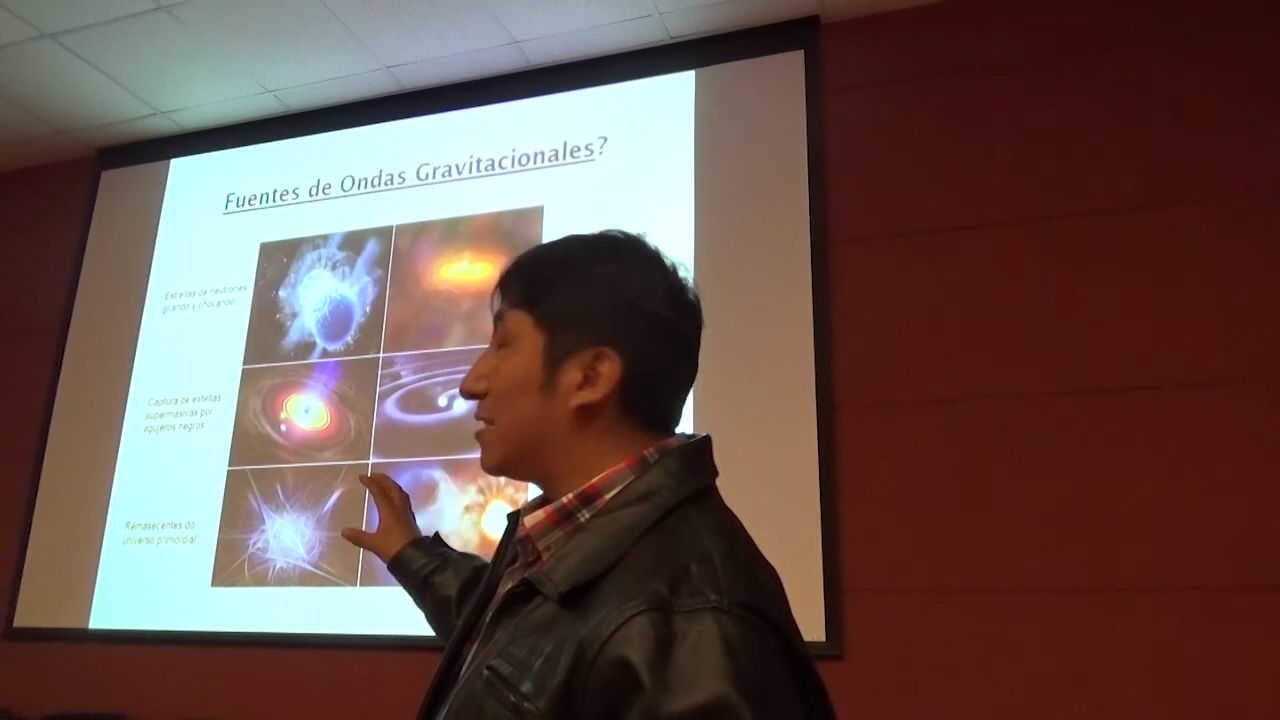 Fuentes de Ondas Gravitacionales?
Estrellas de neutrones
girando y chocando
Captura de estellas
supermasivas por
agujeros negros
Remasecentes do
universo primordial